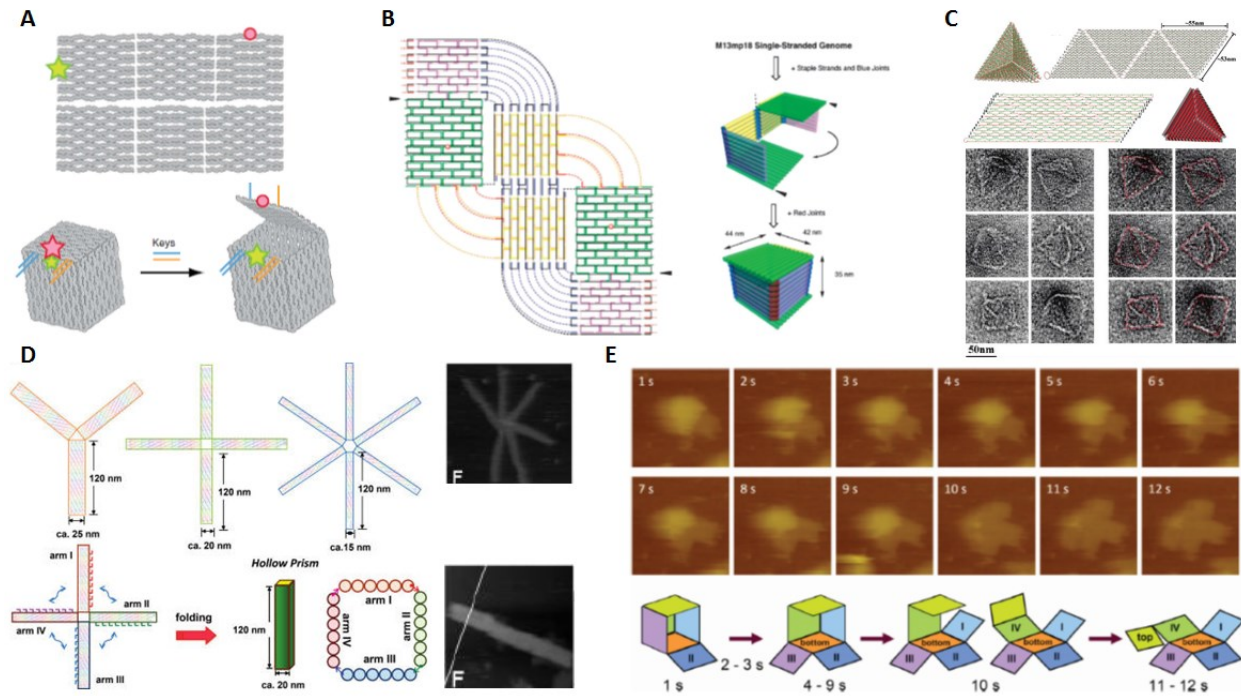 A
Keys
B
M13mp18 Single-Stranded Genome
+ Staple Strands and Blue Joints
+ Red Joints
44 nm
42 nm
35 nm
C
~55nm
~53nm
50nm
D
120 nm
ca. 25 nm
120 nm
ca. 20 nm
120 nm
ca.15 nm
F
arm I
arm II
arm IV
arm III
folding
Hollow Prism
120 nm
ca. 20 nm
arm I
arm II
arm III
arm IV
F
E
1 s
2 s
3 s
4 s
5 s
6 s
7 s
8 s
9 s
10 s
11 s
12 s
1 s
2 - 3 s
bottom
III
II
4 - 9 s
bottom
I
III
II
10 s
IV
bottom
I
III
II
top
IV
bottom
I
III
II
11 - 12 s